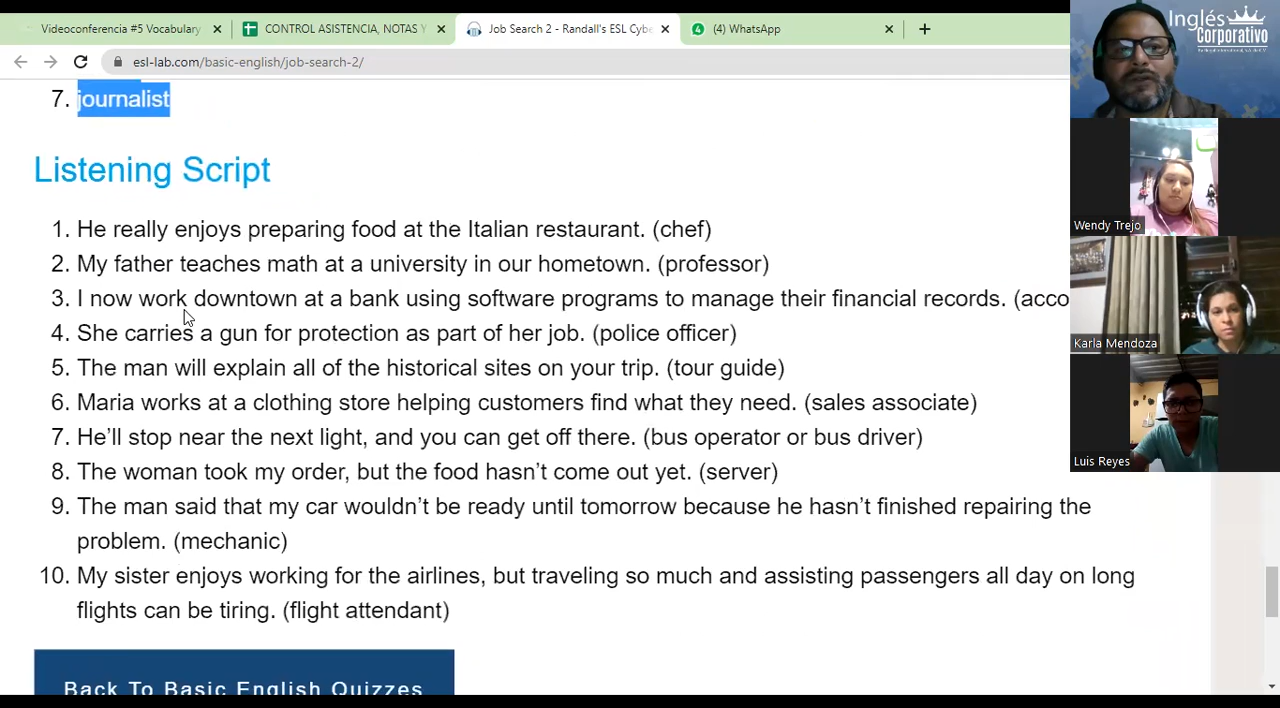 Videoconferencia #5 Vocabulary
CONTROL ASISTENCIA, NOTAS Y
Job Search 2 - Randall's ESL Cybe
(4) WhatsApp
esl-lab.com/basic-english/job-search-2/
Inglés
Corporativo
7. journalist
Listening Script
1. He really enjoys preparing food at the Italian restaurant. (chef)
2. My father teaches math at a university in our hometown. (professor)
3. I now work downtown at a bank using software programs to manage their financial records. (acco
4. She carries a gun for protection as part of her job. (police officer)
5. The man will explain all of the historical sites on your trip. (tour guide)
6. Maria works at a clothing store helping customers find what they need. (sales associate)
7. He’ll stop near the next light, and you can get off there. (bus operator or bus driver)
8. The woman took my order, but the food hasn’t come out yet. (server)
9. The man said that my car wouldn’t be ready until tomorrow because he hasn’t finished repairing the
problem. (mechanic)
10. My sister enjoys working for the airlines, but traveling so much and assisting passengers all day on long
flights can be tiring. (flight attendant)
Back To Basic English Quizzes
Wendy Trejo
Karla Mendoza
Luis Reyes